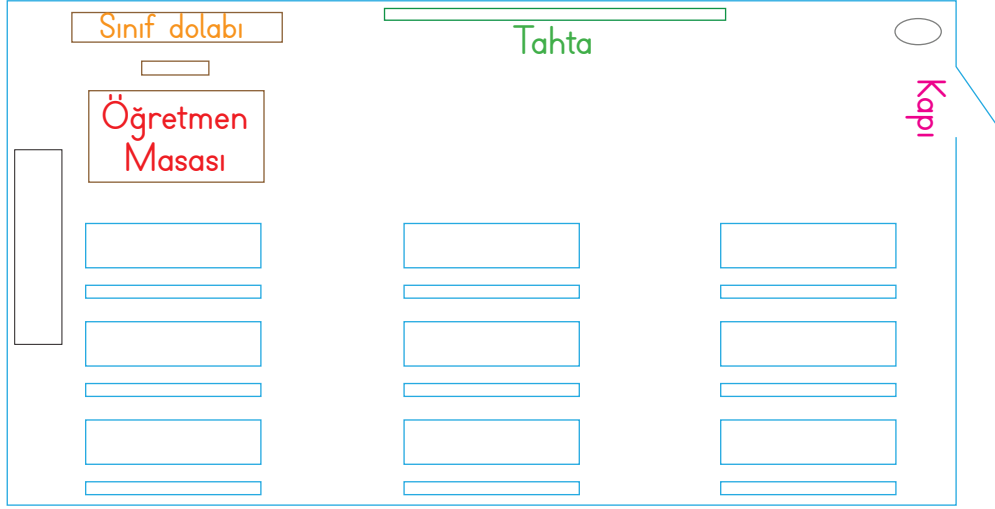 Sınıf dolabı
Tahta
Kapı
Öğretmen
Masası